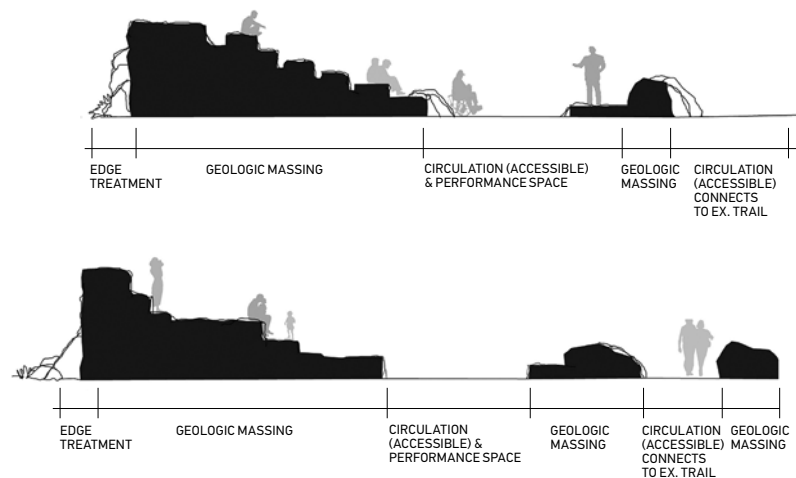 EDGE
TREATMENT
GEOLOGIC MASSING
CIRCULATION (ACCESSIBLE)
& PERFORMANCE SPACE
GEOLOGIC
MASSING
CIRCULATION
(ACCESSIBLE)
CONNECTS
TO EX. TRAIL
EDGE
TREATMENT
GEOLOGIC MASSING
CIRCULATION
(ACCESSIBLE) &
PERFORMANCE SPACE
GEOLOGIC
MASSING
CIRCULATION
(ACCESSIBLE)
CONNECTS
TO EX. TRAIL
GEOLOGIC
MASSING